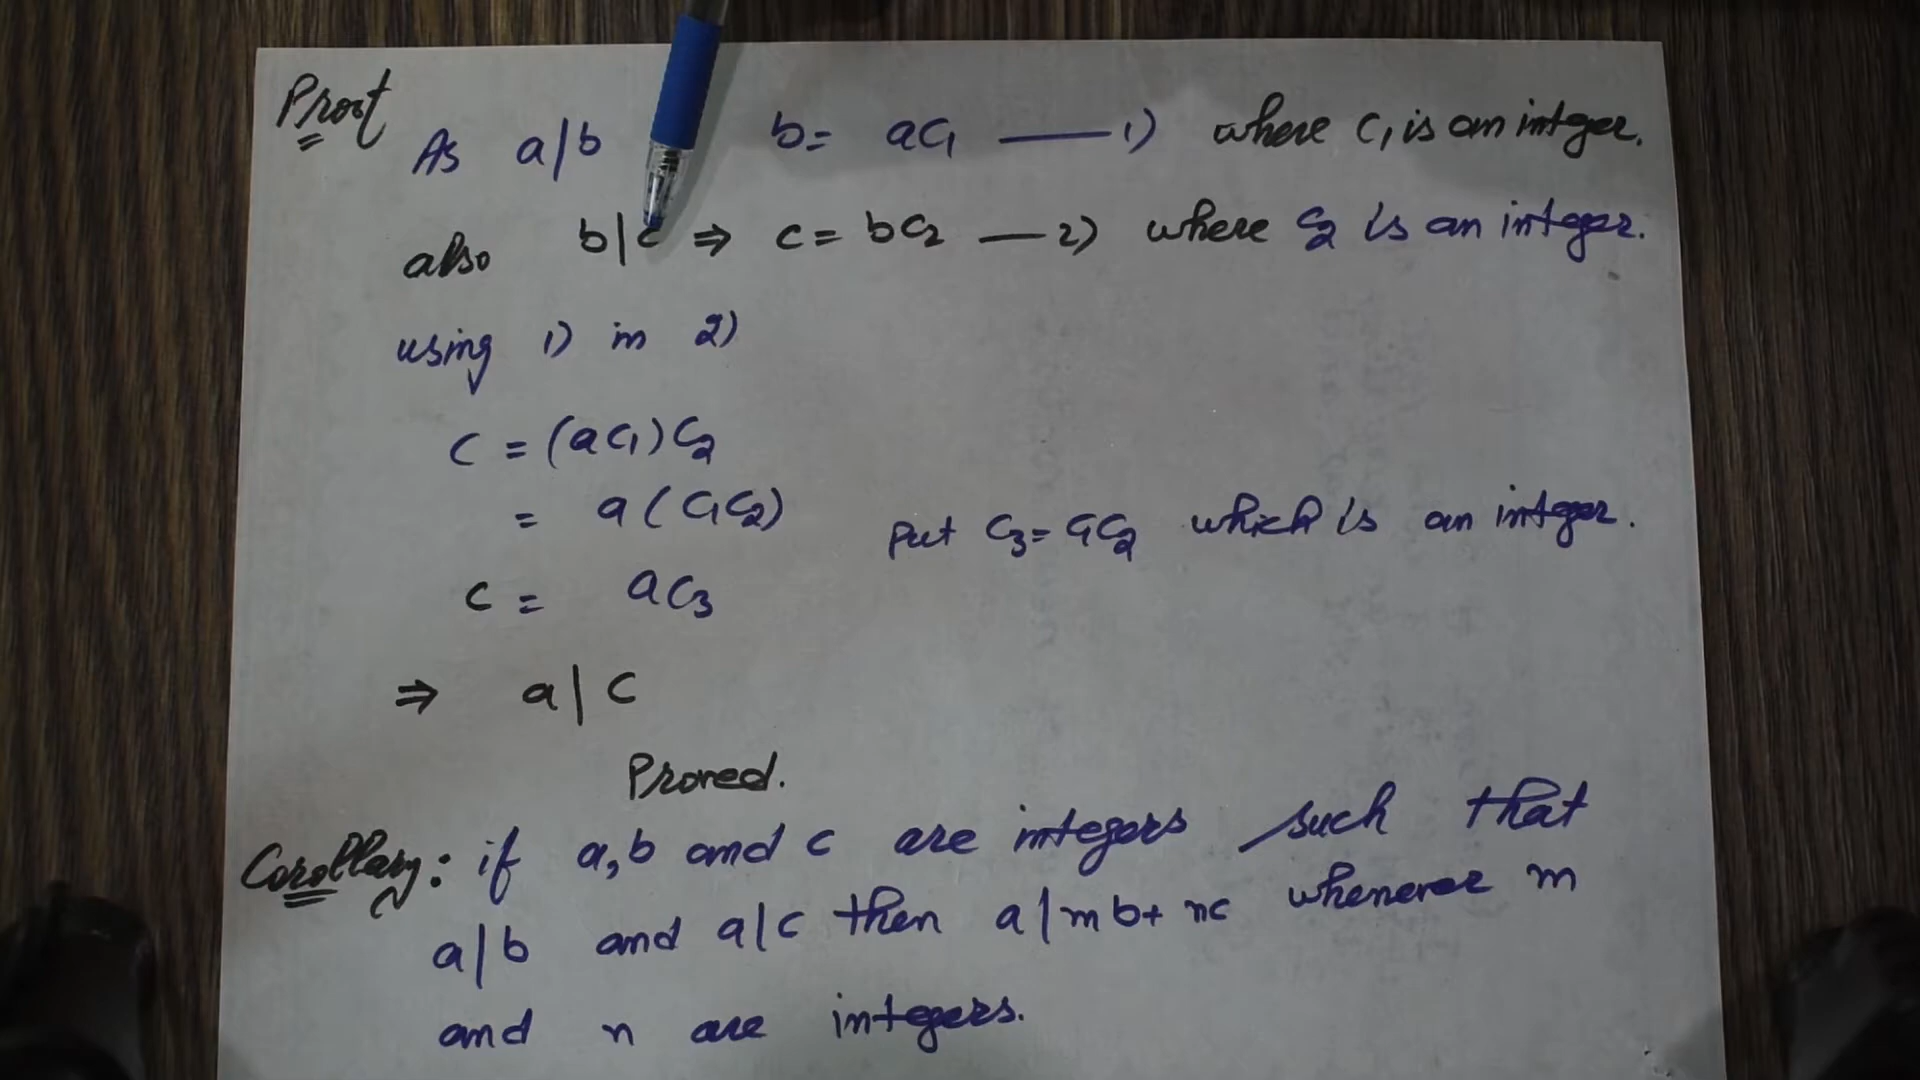 Proof
As a/b b = ac₁ —— 1) where c₁ is an integer.
also b|c ⇒ c = bc₂ — 2) where c₂ is an integer.
using 1) in 2)
c = (ac₁)c₂
= a(c₁c₂) Put c₃ = c₁c₂ which is an integer.
c = ac₃
⇒ a|c
Proved.
Corollary: if a,b and c are integers such that
a|b and a|c then a|mb+nc whenever m
and n are integers.